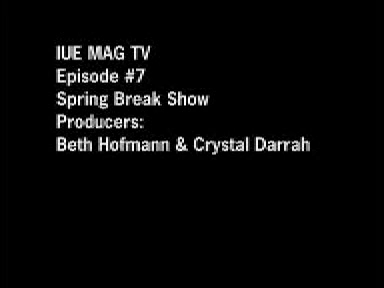 IUE MAG TV
Episode #7
Spring Break Show
Producers:
Beth Hofmann & Crystal Darrah